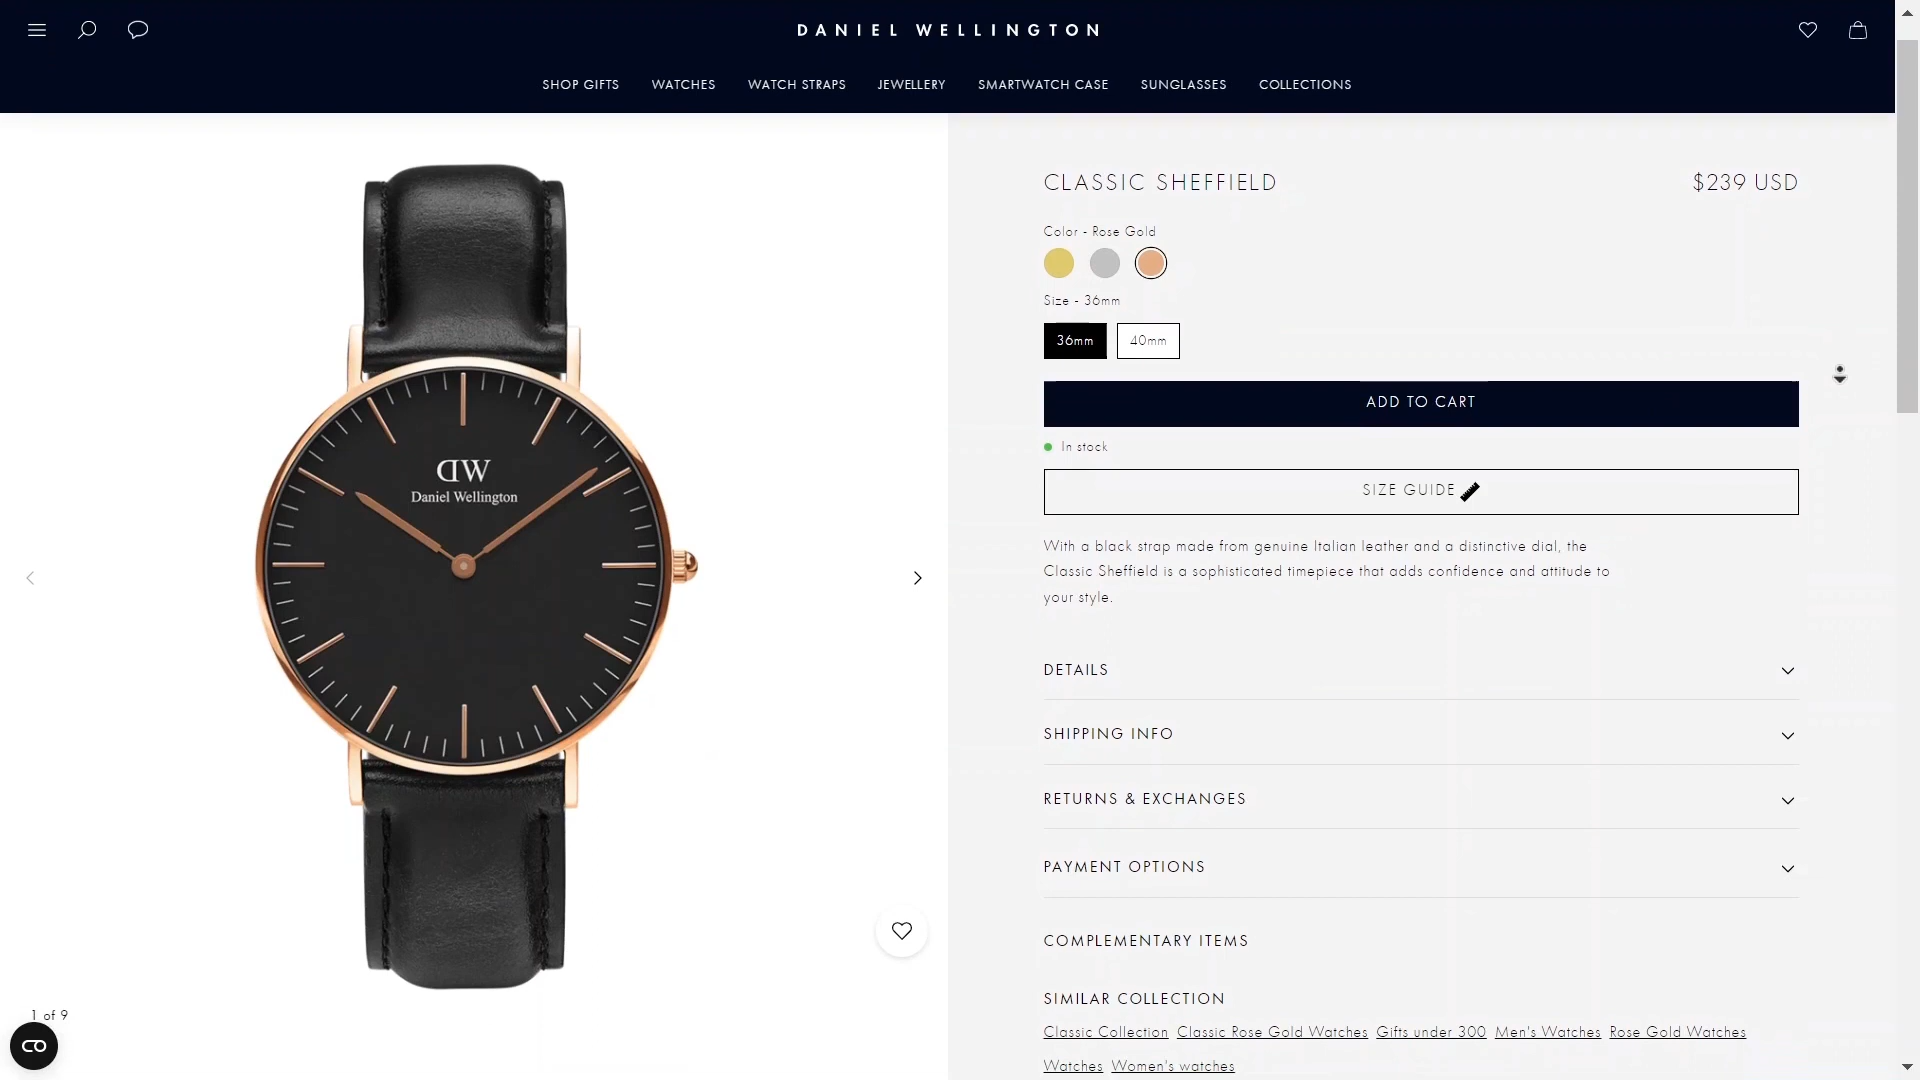 DANIEL WELLINGTON
SHOP GIFTS WATCHES WATCH STRAPS JEWELLERY SMARTWATCH CASE SUNGLASSES COLLECTIONS
DW
Daniel Wellington
1 of 9
CLASSIC SHEFFIELD $239 USD
Color - Rose Gold
Size - 36mm
36mm 40mm
ADD TO CART
In stock
SIZE GUIDE
With a black strap made from genuine Italian leather and a distinctive dial, the
Classic Sheffield is a sophisticated timepiece that adds confidence and attitude to
your style.
DETAILS
SHIPPING INFO
RETURNS & EXCHANGES
PAYMENT OPTIONS
COMPLEMENTARY ITEMS
SIMILAR COLLECTION
Classic Collection Classic Rose Gold Watches Gifts under 300 Men's Watches Rose Gold Watches
Watches Women's watches